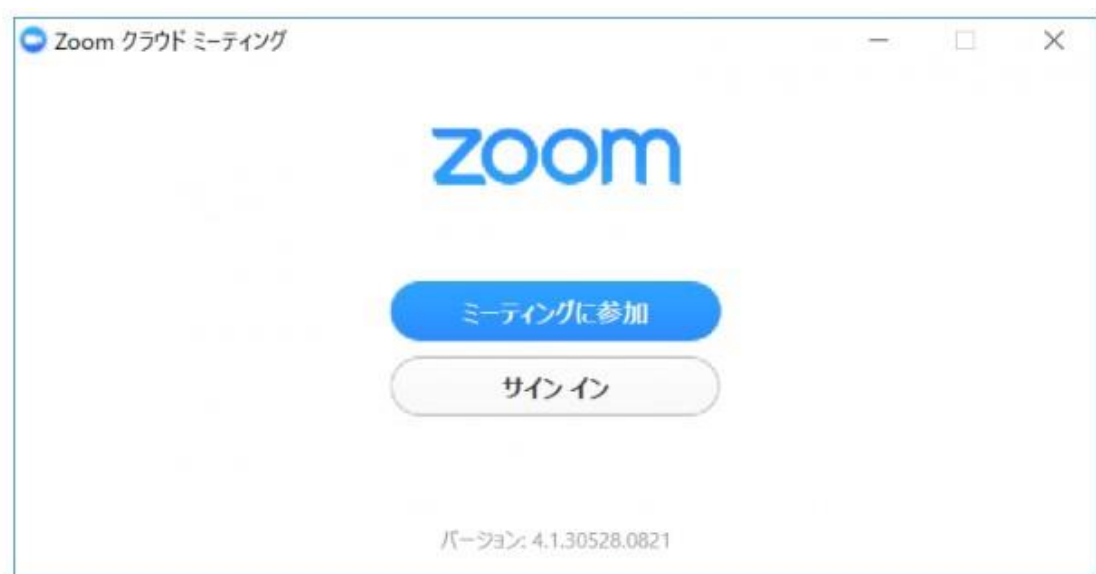 Zoom クラウド ミーティング
zoom
ミーティングに参加
サイン イン
バージョン: 4.1.30528.0821